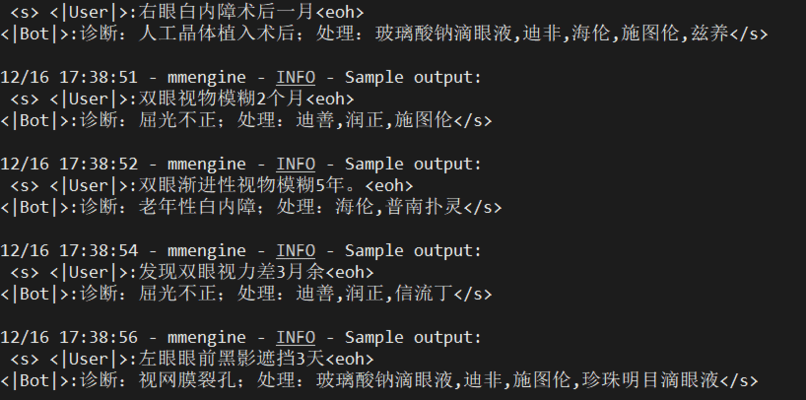 <s> <|User|>:右眼白内障术后一月<eoh>
<|Bot|>:诊断：人工晶体植入术后；处理：玻璃酸钠滴眼液,迪非,海伦,施图伦,兹养</s>
12/16 17:38:51 - mmengine - INFO - Sample output:
<s> <|User|>:双眼视物模糊2个月<eoh>
<|Bot|>:诊断：屈光不正；处理：迪善,润正,施图伦</s>
12/16 17:38:52 - mmengine - INFO - Sample output:
<s> <|User|>:双眼渐进性视物模糊5年。<eoh>
<|Bot|>:诊断：老年性白内障；处理：海伦,普南扑灵</s>
12/16 17:38:54 - mmengine - INFO - Sample output:
<s> <|User|>:发现双眼视力差3月余<eoh>
<|Bot|>:诊断：屈光不正；处理：迪善,润正,信流丁</s>
12/16 17:38:56 - mmengine - INFO - Sample output:
<s> <|User|>:左眼眼前黑影遮挡3天<eoh>
<|Bot|>:诊断：视网膜裂孔；处理：玻璃酸钠滴眼液,迪非,施图伦,珍珠明目滴眼液</s>